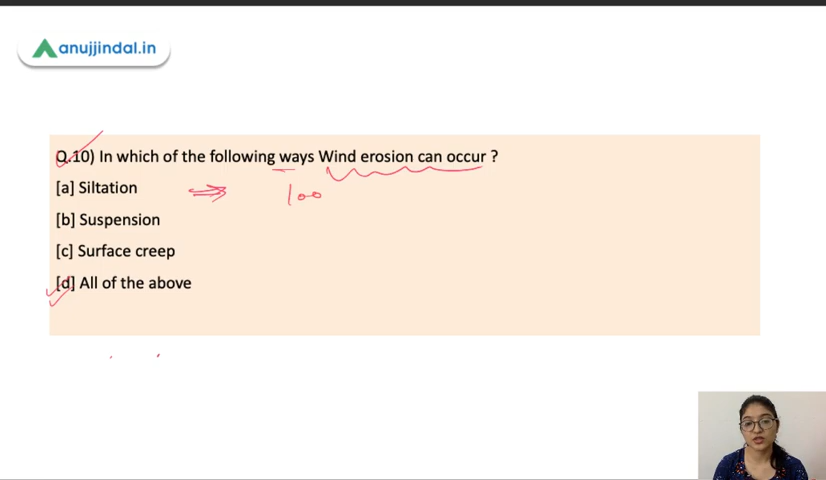 anujjindal.in
Q.10) In which of the following ways Wind erosion can occur ?
[a] Siltation
100
[b] Suspension
[c] Surface creep
[d] All of the above